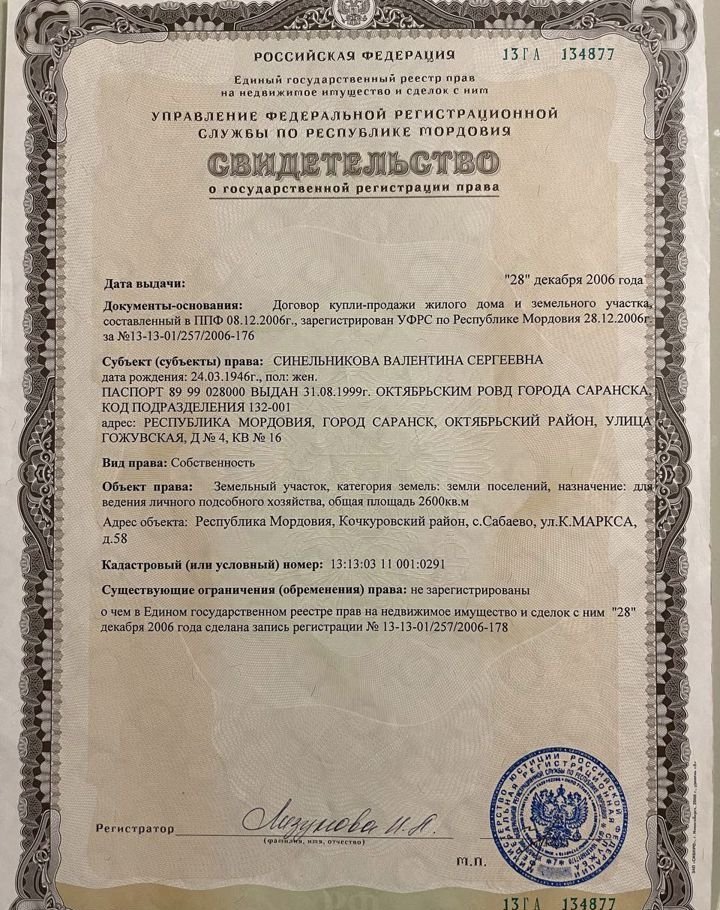 РОССИЙСКАЯ ФЕДЕРАЦИЯ 13ГА 134877
Единый государственный реестр прав
на недвижимое имущество и сделок с ним
УПРАВЛЕНИЕ ФЕДЕРАЛЬНОЙ РЕГИСТРАЦИОННОЙ
СЛУЖБЫ ПО РЕСПУБЛИКЕ МОРДОВИЯ
СВИДЕТЕЛЬСТВО
о государственной регистрации права
Дата выдачи: "28" декабря 2006 года
Документы-основания: Договор купли-продажи жилого дома и земельного участка,
составленный в ППФ 08.12.2006г., зарегистрирован УФРС по Республике Мордовия 28.12.2006г.
за №13-13-01/257/2006-176
Субъект (субъекты) права: СИНЕЛЬНИКОВА ВАЛЕНТИНА СЕРГЕЕВНА
дата рождения: 24.03.1946г., пол: жен.
ПАСПОРТ 89 99 028000 ВЫДАН 31.08.1999г. ОКТЯБРЬСКИМ РОВД ГОРОДА САРАНСКА,
КОД ПОДРАЗДЕЛЕНИЯ 132-001
адрес: РЕСПУБЛИКА МОРДОВИЯ, ГОРОД САРАНСК, ОКТЯБРЬСКИЙ РАЙОН, УЛИЦА
ГОЖУВСКАЯ, Д № 4, КВ № 16
Вид права: Собственность
Объект права: Земельный участок, категория земель: земли поселений, назначение: для
ведения личного подсобного хозяйства, общая площадь 2600кв.м
Адрес объекта: Республика Мордовия, Кочкуровский район, с.Сабаево, ул.К.МАРКСА,
д.58
Кадастровый (или условный) номер: 13:13:03 11 001:0291
Существующие ограничения (обременения) права: не зарегистрированы
о чем в Едином государственном реестре прав на недвижимое имущество и сделок с ним "28"
декабря 2006 года сделана запись регистрации № 13-13-01/257/2006-178
Регистратор Лизунова И.Н.
(фамилия, имя, отчество)
М.П.
13ГА 134877